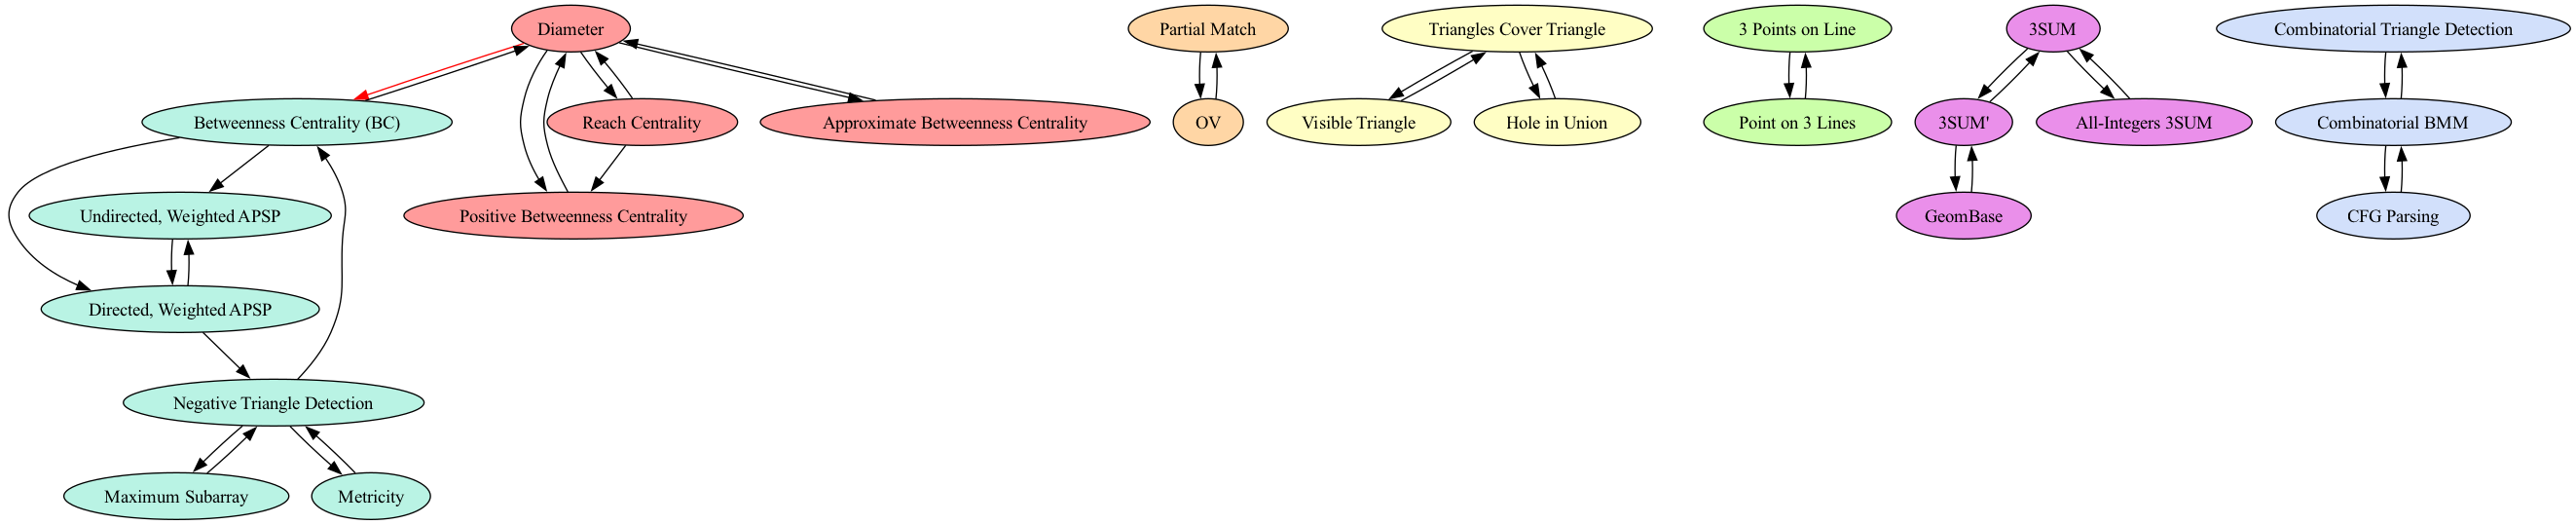 Diameter
Partial Match
Triangles Cover Triangle
3 Points on Line
3SUM
Combinatorial Triangle Detection
Betweenness Centrality (BC)
Reach Centrality
Approximate Betweenness Centrality
OV
Visible Triangle
Hole in Union
Point on 3 Lines
3SUM'
All-Integers 3SUM
Combinatorial BMM
Undirected, Weighted APSP
Positive Betweenness Centrality
GeomBase
CFG Parsing
Directed, Weighted APSP
Negative Triangle Detection
Maximum Subarray
Metricity